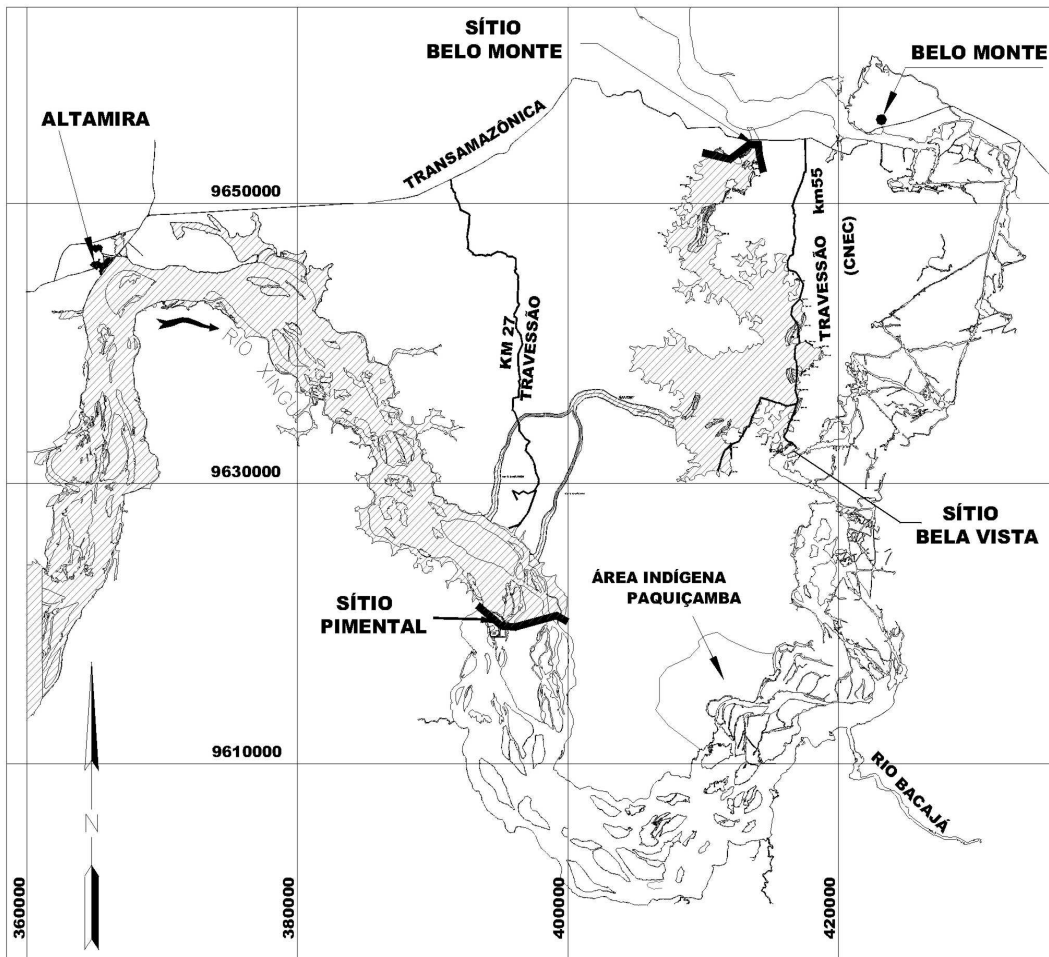 SÍTIO
BELO MONTE
BELO MONTE
ALTAMIRA
TRANSAMAZÔNICA
9650000
TRAVESSÃO km55
(CNEC)
KM 27
TRAVESSÃO
RIO
XINGU
9630000
SÍTIO
BELA VISTA
ÁREA INDÍGENA
PAQUIÇAMBA
SÍTIO
PIMENTAL
9610000
RIO BACAJÁ
N
360000
380000
400000
420000